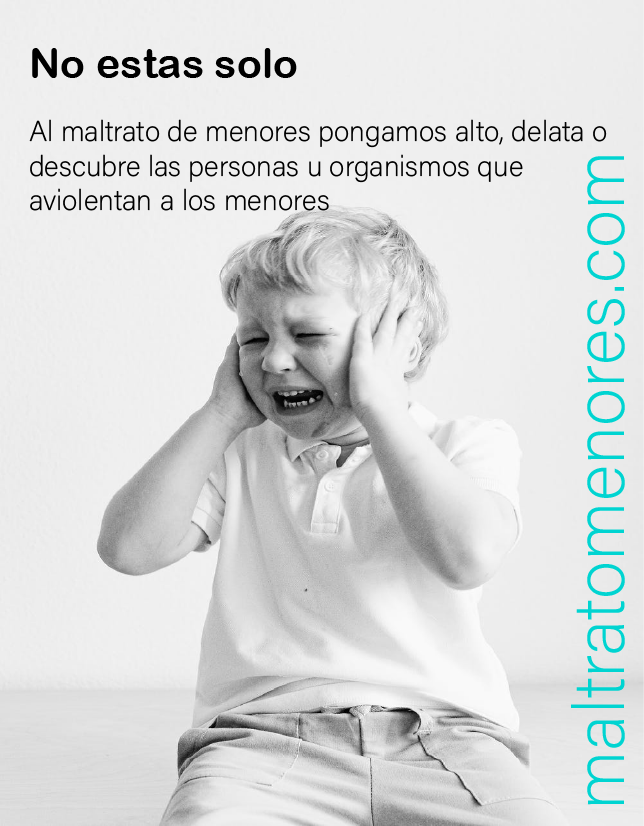 No estas solo
Al maltrato de menores pongamos alto, delata o
descubre las personas u organismos que
aviolentan a los menores
maltratomenores.com